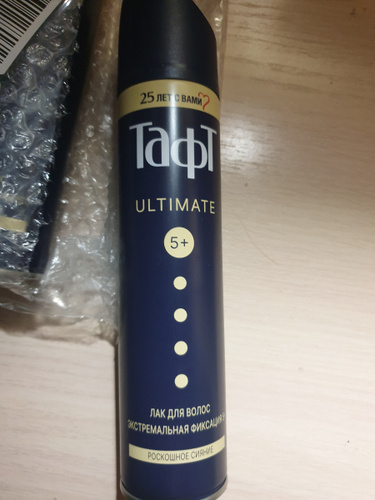 25 ЛЕТ С ВАМИ
Тафт
ULTIMATE
5+
ЛАК ДЛЯ ВОЛОС
ЭКСТРЕМАЛЬНАЯ ФИКСАЦИЯ
РОСКОШНОЕ СИЯНИЕ